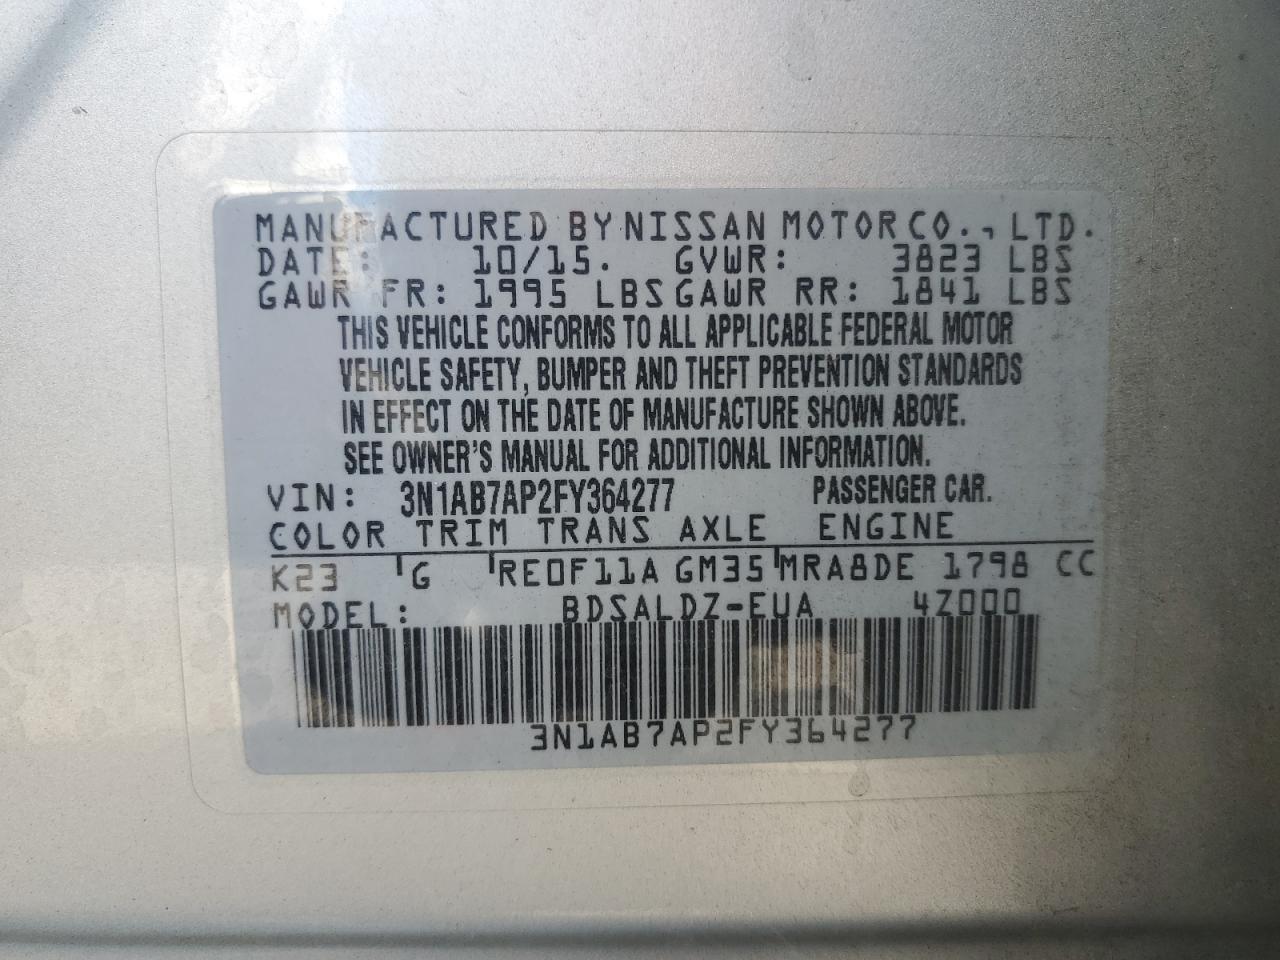 MANUFACTURED BY NISSAN MOTOR CO., LTD.
DATE: 10/15. GVWR: 3823 LBS
GAWR FR: 1995 LBS GAWR RR: 1841 LBS
THIS VEHICLE CONFORMS TO ALL APPLICABLE FEDERAL MOTOR
VEHICLE SAFETY, BUMPER AND THEFT PREVENTION STANDARDS
IN EFFECT ON THE DATE OF MANUFACTURE SHOWN ABOVE.
SEE OWNER'S MANUAL FOR ADDITIONAL INFORMATION.
VIN: 3N1AB7AP2FY364277 PASSENGER CAR.
COLOR TRIM TRANS AXLE ENGINE
K23 G RE0F11A GM35 MRA8DE 1798 CC
MODEL: BDSALDZ-EUA 4Z000
3N1AB7AP2FY364277